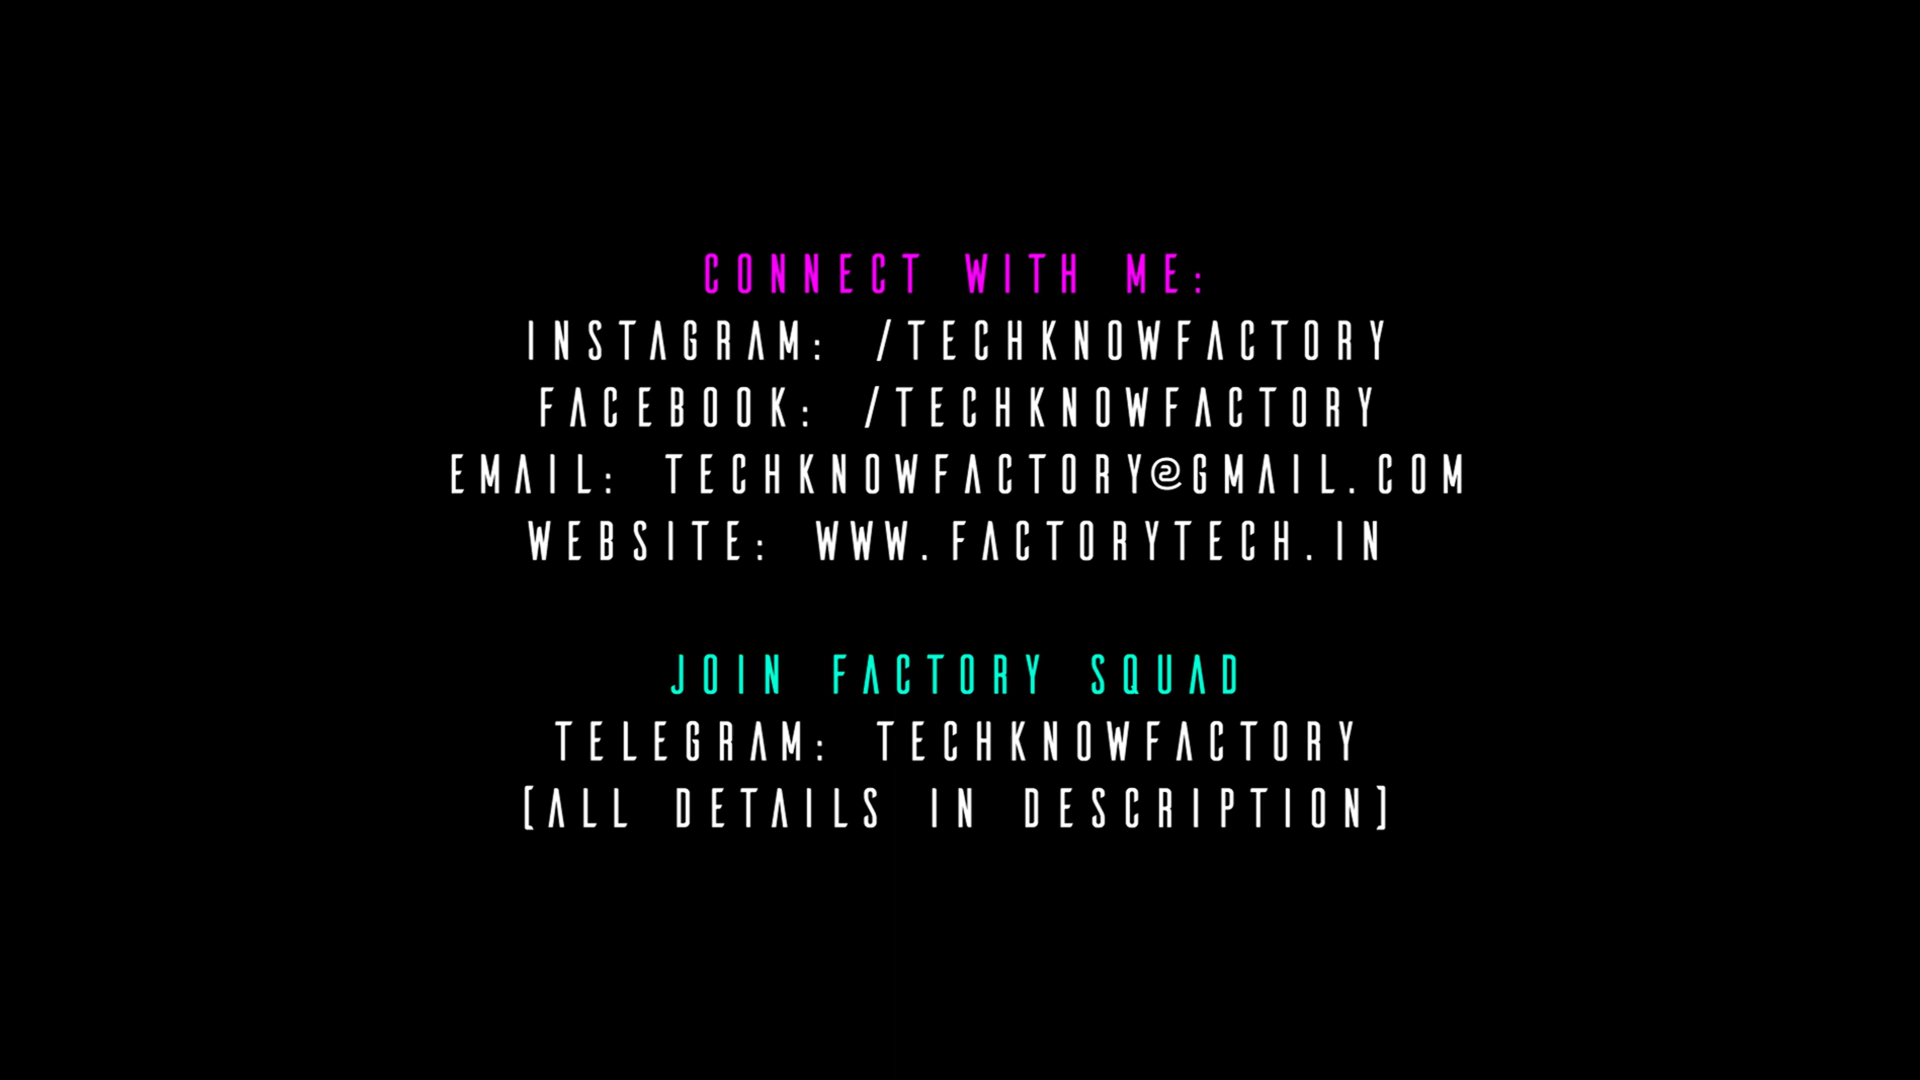 CONNECT WITH ME:
INSTAGRAM: /TECHKNOWFACTORY
FACEBOOK: /TECHKNOWFACTORY
EMAIL: TECHKNOWFACTORY@GMAIL.COM
WEBSITE: WWW.FACTORYTECH.IN
JOIN FACTORY SQUAD
TELEGRAM: TECHKNOWFACTORY
[ALL DETAILS IN DESCRIPTION]